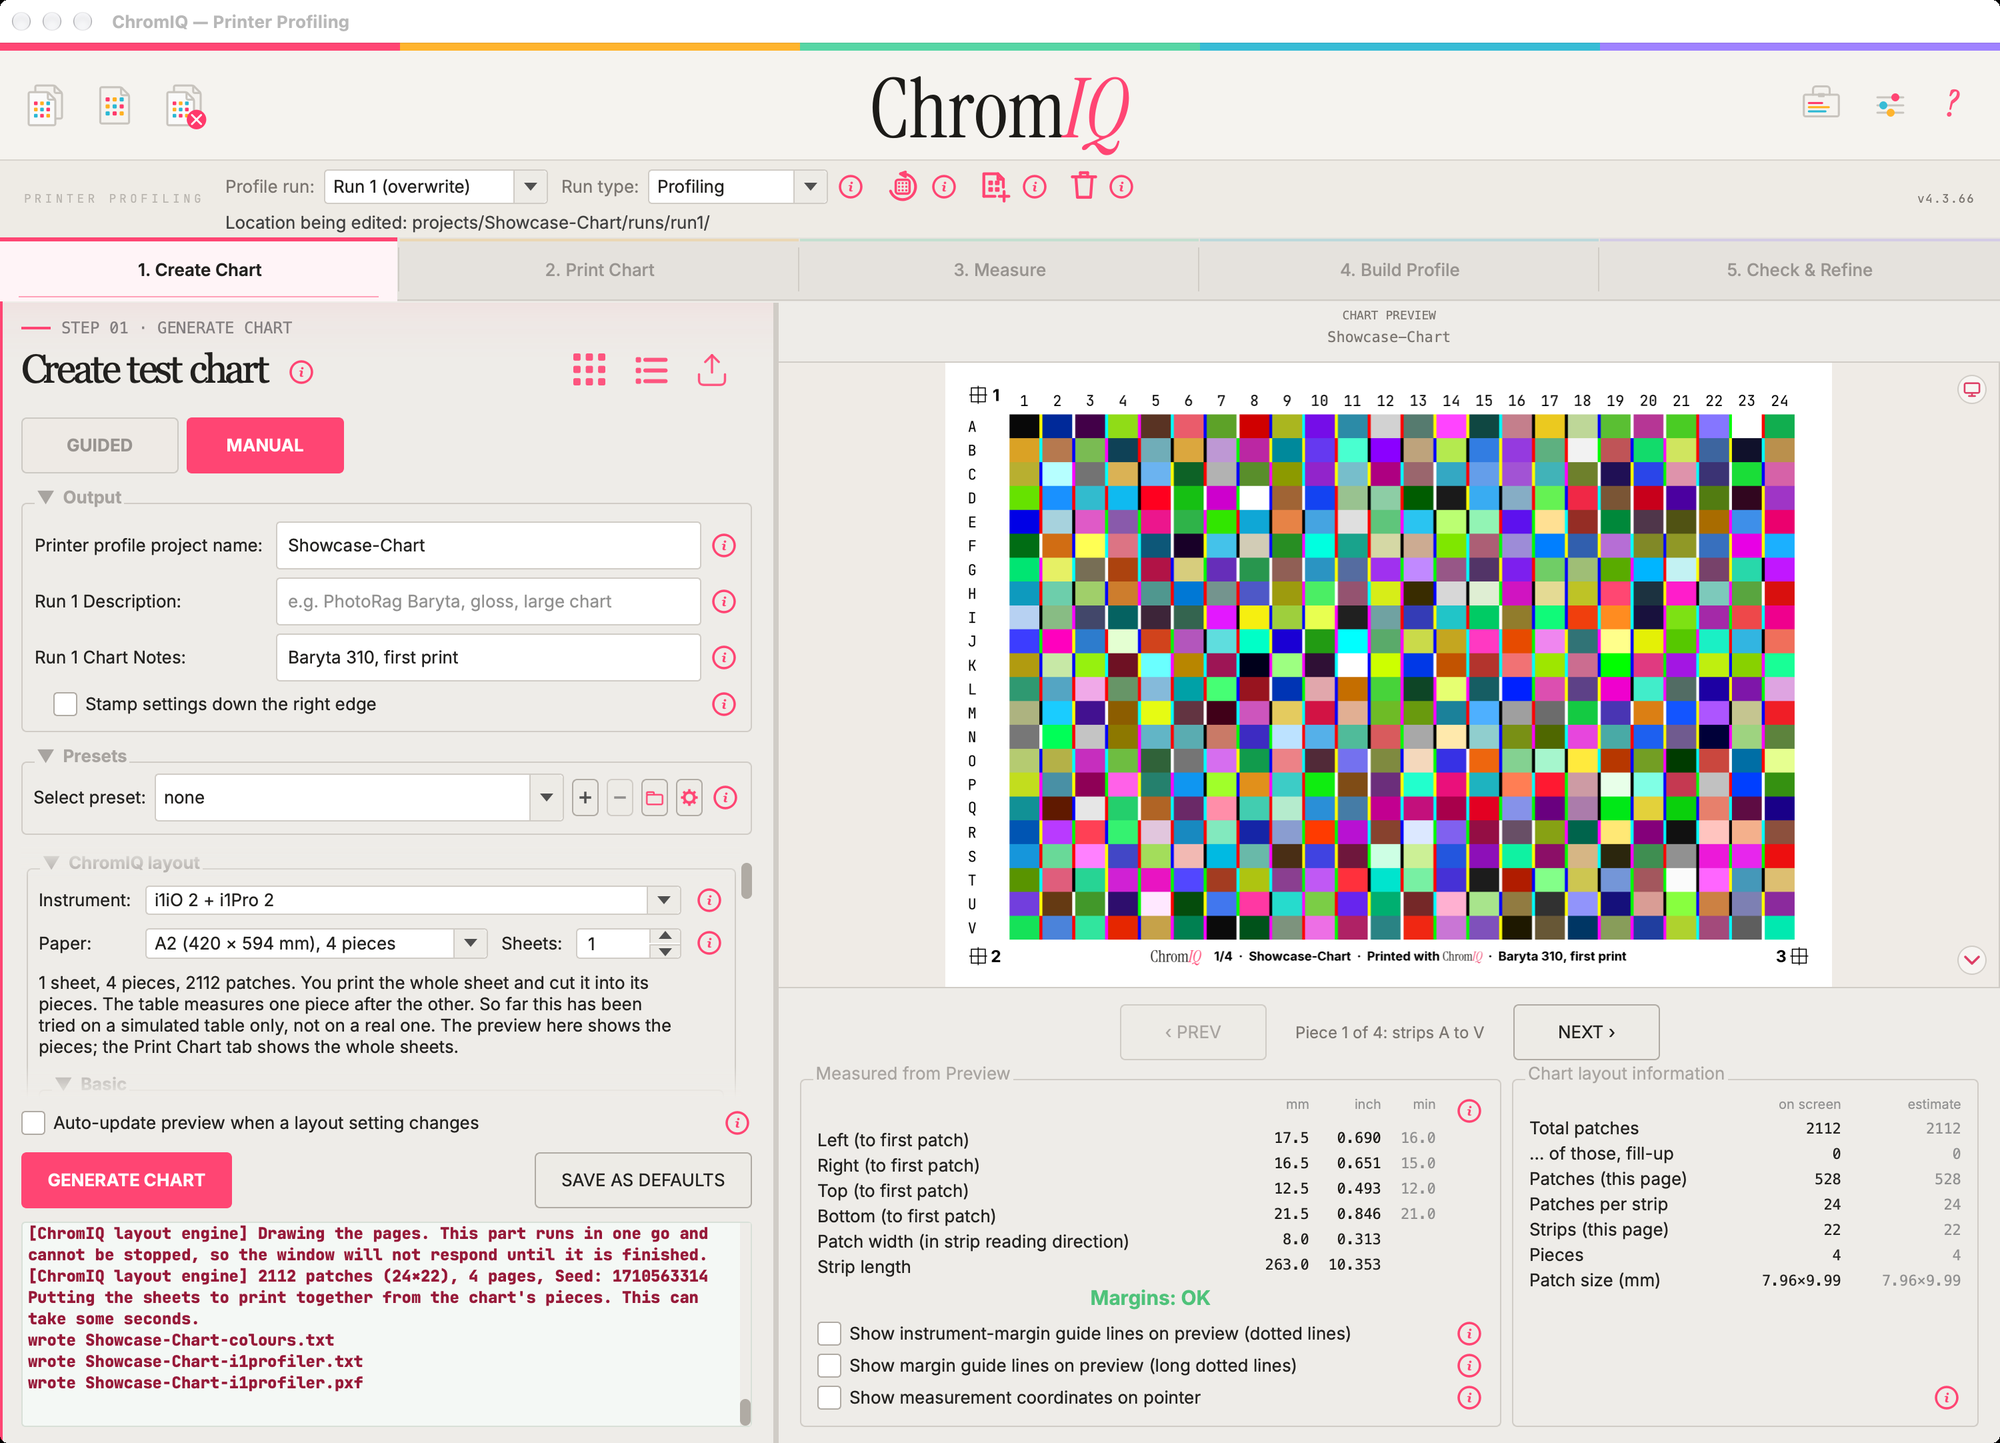 ChromIQ — Printer Profiling
ChromIQ
PRINTER PROFILING
Profile run:
Run 1 (overwrite)
Run type:
Profiling
Location being edited: projects/Showcase-Chart/runs/run1/
v4.3.66
1. Create Chart
2. Print Chart
3. Measure
4. Build Profile
5. Check & Refine
STEP 01 · GENERATE CHART
Create test chart
GUIDED
MANUAL
Output
Printer profile project name:
Showcase-Chart
Run 1 Description:
e.g. PhotoRag Baryta, gloss, large chart
Run 1 Chart Notes:
Baryta 310, first print
Stamp settings down the right edge
Presets
Select preset:
none
ChromIQ layout
Instrument:
i1iO 2 + i1Pro 2
Paper:
A2 (420 × 594 mm), 4 pieces
Sheets:
1
1 sheet, 4 pieces, 2112 patches. You print the whole sheet and cut it into its
pieces. The table measures one piece after the other. So far this has been
tried on a simulated table only, not on a real one. The preview here shows the
pieces; the Print Chart tab shows the whole sheets.
Basic
Auto-update preview when a layout setting changes
GENERATE CHART
SAVE AS DEFAULTS
[ChromIQ layout engine] Drawing the pages. This part runs in one go and
cannot be stopped, so the window will not respond until it is finished.
[ChromIQ layout engine] 2112 patches (24×22), 4 pages, Seed: 1710563314
Putting the sheets to print together from the chart's pieces. This can
take some seconds.
wrote Showcase-Chart-colours.txt
wrote Showcase-Chart-i1profiler.txt
wrote Showcase-Chart-i1profiler.pxf
CHART PREVIEW
Showcase-Chart
1
1 2 3 4 5 6 7 8 9 10 11 12 13 14 15 16 17 18 19 20 21 22 23 24
A
B
C
D
E
F
G
H
I
J
K
L
M
N
O
P
Q
R
S
T
U
V
2
ChromIQ 1/4 · Showcase-Chart · Printed with ChromIQ · Baryta 310, first print
3
‹ PREV
Piece 1 of 4: strips A to V
NEXT ›
Measured from Preview
mm inch min
Left (to first patch) 17.5 0.690 16.0
Right (to first patch) 16.5 0.651 15.0
Top (to first patch) 12.5 0.493 12.0
Bottom (to first patch) 21.5 0.846 21.0
Patch width (in strip reading direction) 8.0 0.313
Strip length 263.0 10.353
Margins: OK
Show instrument-margin guide lines on preview (dotted lines)
Show margin guide lines on preview (long dotted lines)
Show measurement coordinates on pointer
Chart layout information
on screen estimate
Total patches 2112 2112
... of those, fill-up 0 0
Patches (this page) 528 528
Patches per strip 24 24
Strips (this page) 22 22
Pieces 4 4
Patch size (mm) 7.96×9.99 7.96×9.99